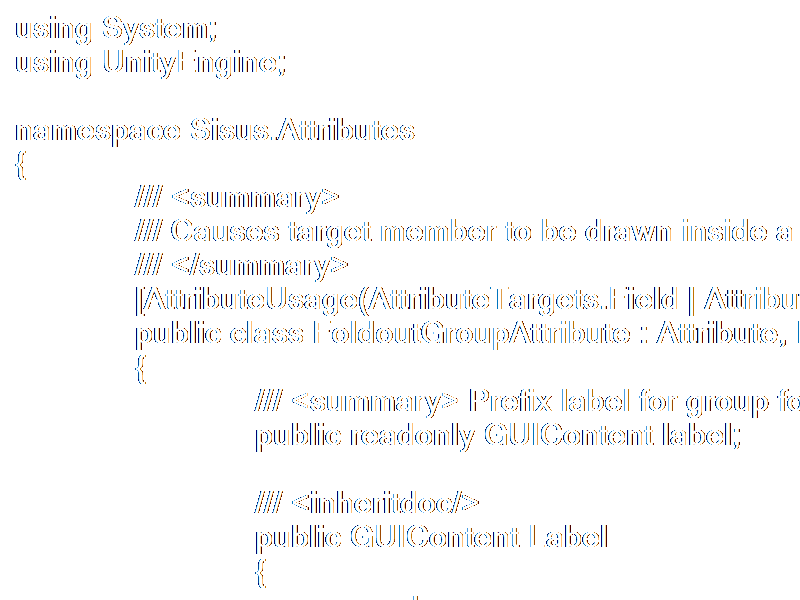 using System;
using UnityEngine;

namespace Sisus.Attributes
{
/// <summary>
/// Causes target member to be drawn inside a
/// </summary>
[AttributeUsage(AttributeTargets.Field | Attribu
public class FoldoutGroupAttribute : Attribute,
{
/// <summary> Prefix label for group fo
public readonly GUIContent label;

/// <inheritdoc/>
public GUIContent Label
{